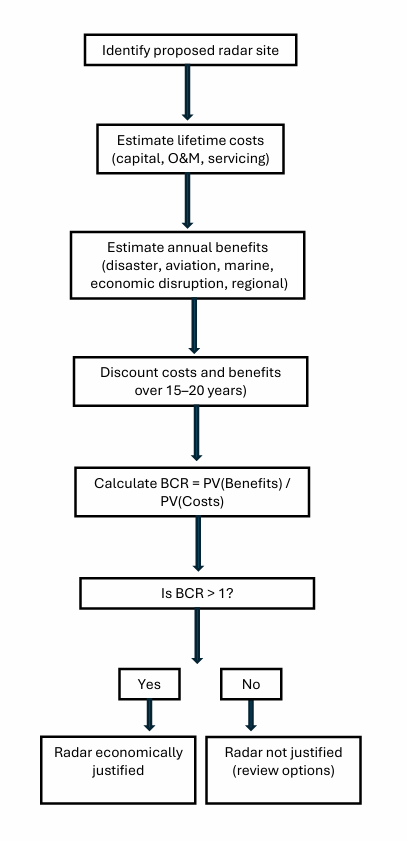 Identify proposed radar site
Estimate lifetime costs
(capital, O&M, servicing)
Estimate annual benefits
(disaster, aviation, marine,
economic disruption, regional)
Discount costs and benefits
over 15–20 years)
Calculate BCR = PV(Benefits) /
PV(Costs)
Is BCR > 1?
Yes
No
Radar economically
justified
Radar not justified
(review options)